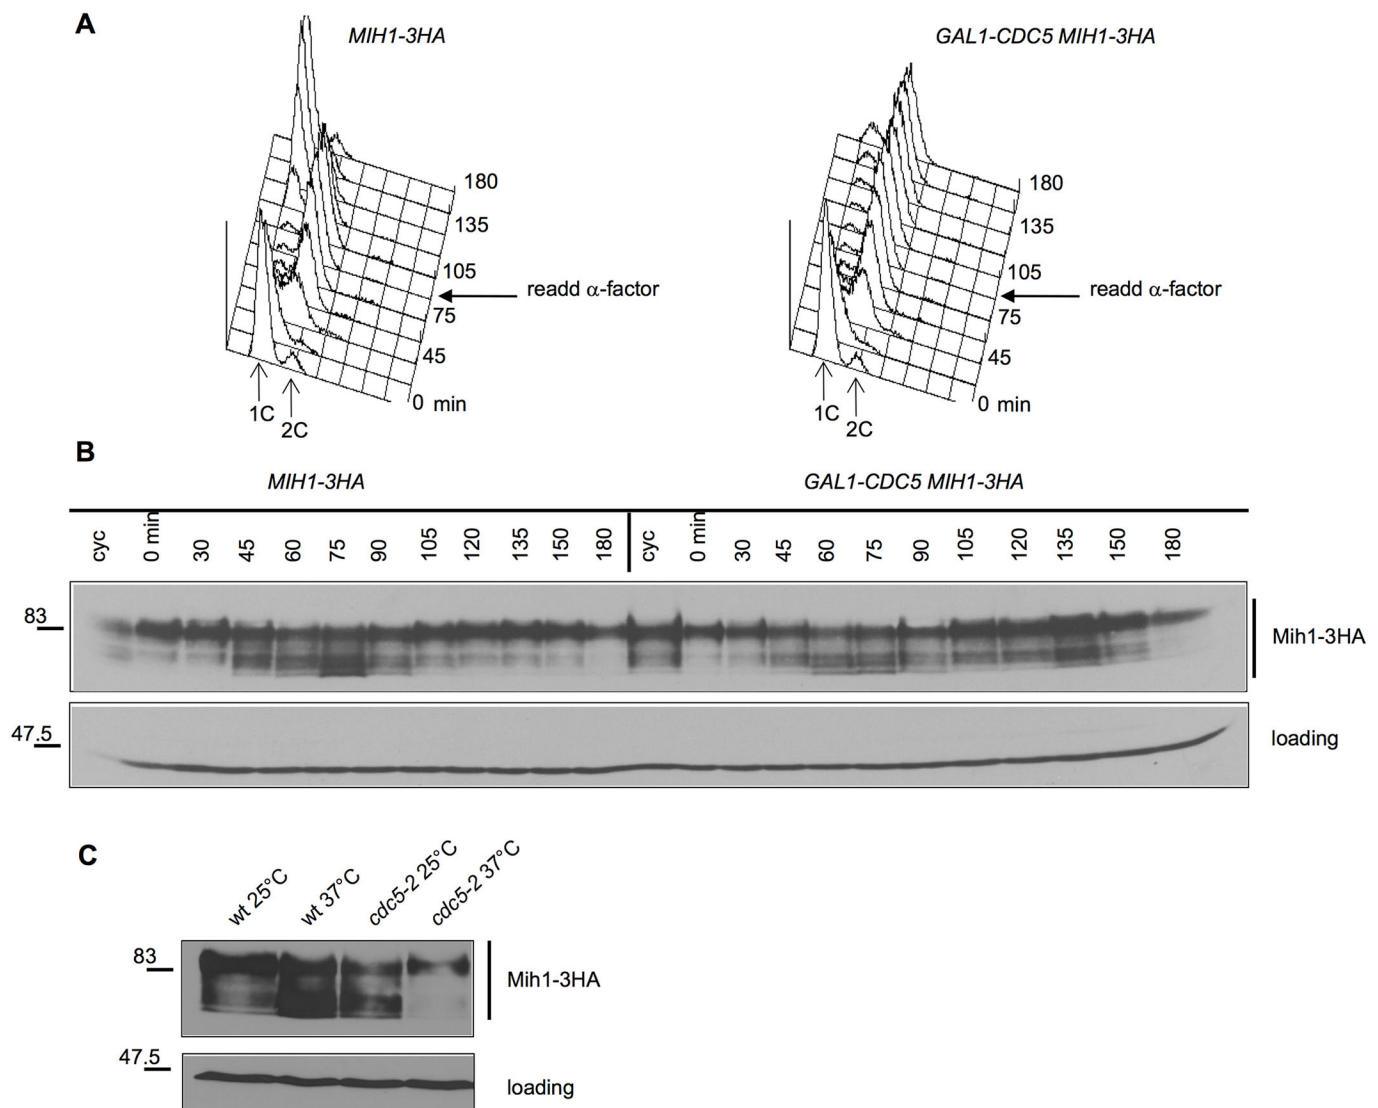 A
MIH1-3HA
GAL1-CDC5 MIH1-3HA
180
135
105
75
45
0 min
readd α-factor
1C
2C
180
135
105
75
45
0 min
readd α-factor
1C
2C
B
MIH1-3HA
GAL1-CDC5 MIH1-3HA
cyc 0 min 30 45 60 75 90 105 120 135 150 180 cyc 0 min 30 45 60 75 90 105 120 135 150 180
83
Mih1-3HA
47.5
loading
C
wt 25°C
wt 37°C
cdc5-2 25°C
cdc5-2 37°C
83
Mih1-3HA
47.5
loading